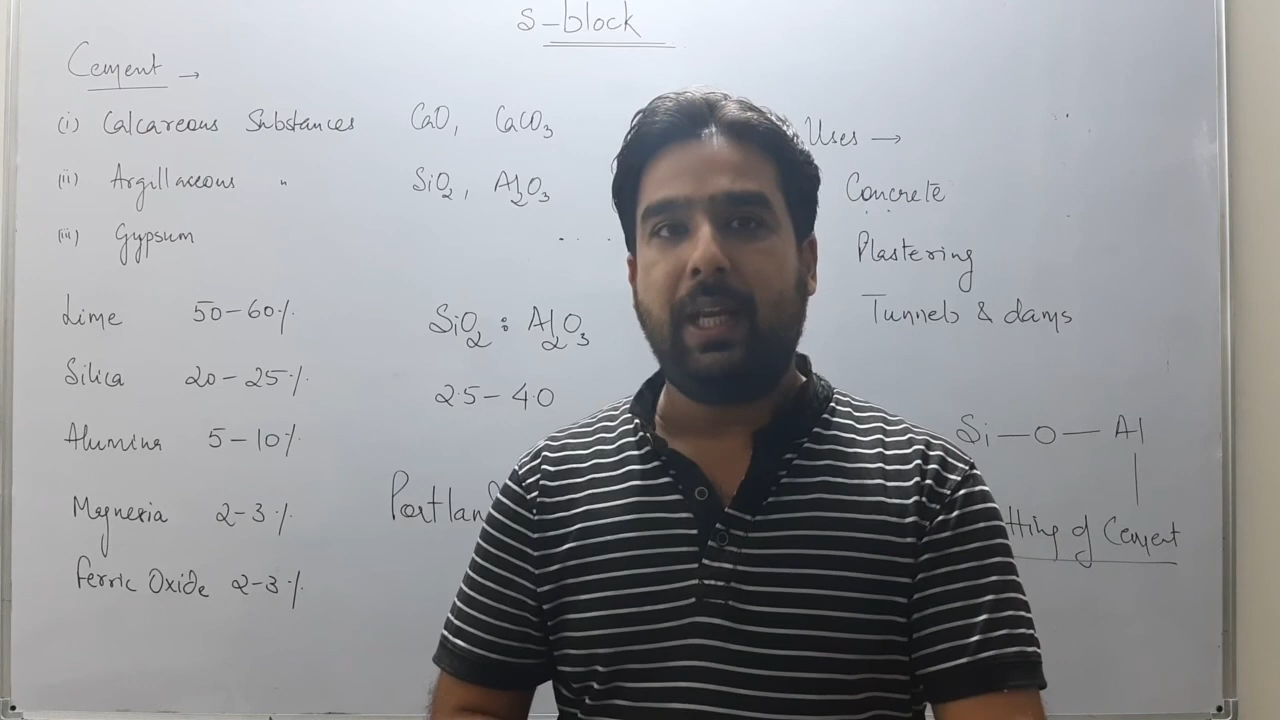 s-block
Cement →
(i) Calcareous Substances CaO, CaCO3
(ii) Argillaceous " SiO2, Al2O3
(iii) Gypsum
Lime 50-60%
Silica 20-25%
Alumina 5-10%
Magnesia 2-3%
Ferric Oxide 2-3%
SiO2 : Al2O3
2.5-4.0
Portlan
Uses →
Concrete
Plastering
Tunnels & dams
Si-O-Al
tting of Cement